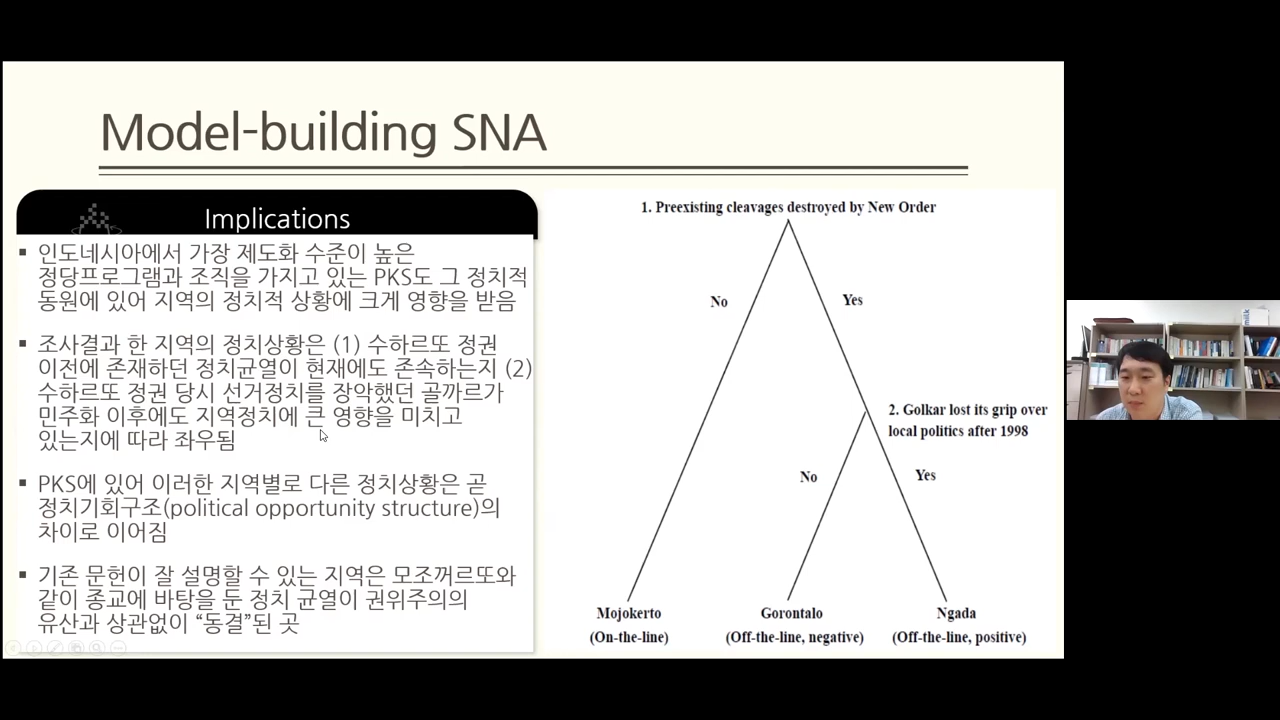 Model-building SNA
Implications
▪ 인도네시아에서 가장 제도화 수준이 높은
정당프로그램과 조직을 가지고 있는 PKS도 그 정치적
동원에 있어 지역의 정치적 상황에 크게 영향을 받음
▪ 조사결과 한 지역의 정치상황은 (1) 수하르또 정권
이전에 존재하던 정치균열이 현재에도 존속하는지 (2)
수하르또 정권 당시 선거정치를 장악했던 골까르가
민주화 이후에도 지역정치에 큰 영향을 미치고
있는지에 따라 좌우됨
▪ PKS에 있어 이러한 지역별로 다른 정치상황은 곧
정치기회구조(political opportunity structure)의
차이로 이어짐
▪ 기존 문헌이 잘 설명할 수 있는 지역은 모조꺼르또와
같이 종교에 바탕을 둔 정치 균열이 권위주의의
유산과 상관없이 “동결”된 곳
1. Preexisting cleavages destroyed by New Order
No
Yes
2. Golkar lost its grip over
local politics after 1998
No
Yes
Mojokerto
(On-the-line)
Gorontalo
(Off-the-line, negative)
Ngada
(Off-the-line, positive)